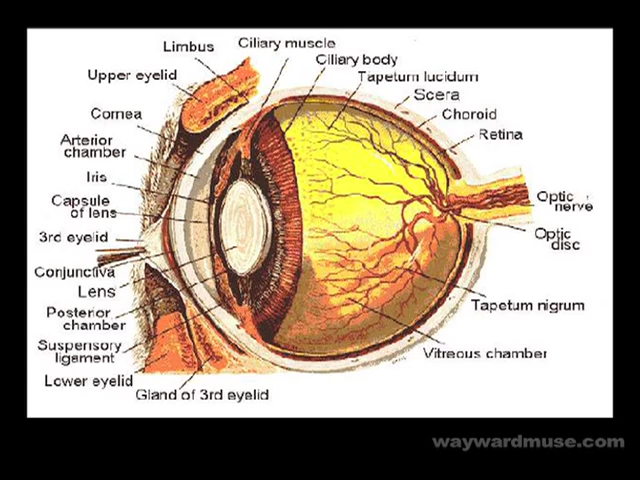 Limbus
Ciliary muscle
Ciliary body
Upper eyelid
Tapetum lucidum
Scera
Cornea
Choroid
Retina
Arterior
chamber
Iris
Capsule
of lens
Optic
nerve
3rd eyelid
Optic
disc
Conjunctiva
Lens
Posterior
chamber
Tapetum nigrum
Suspensory
ligament
Vitreous chamber
Lower eyelid
Gland of 3rd eyelid
waywardmuse.com